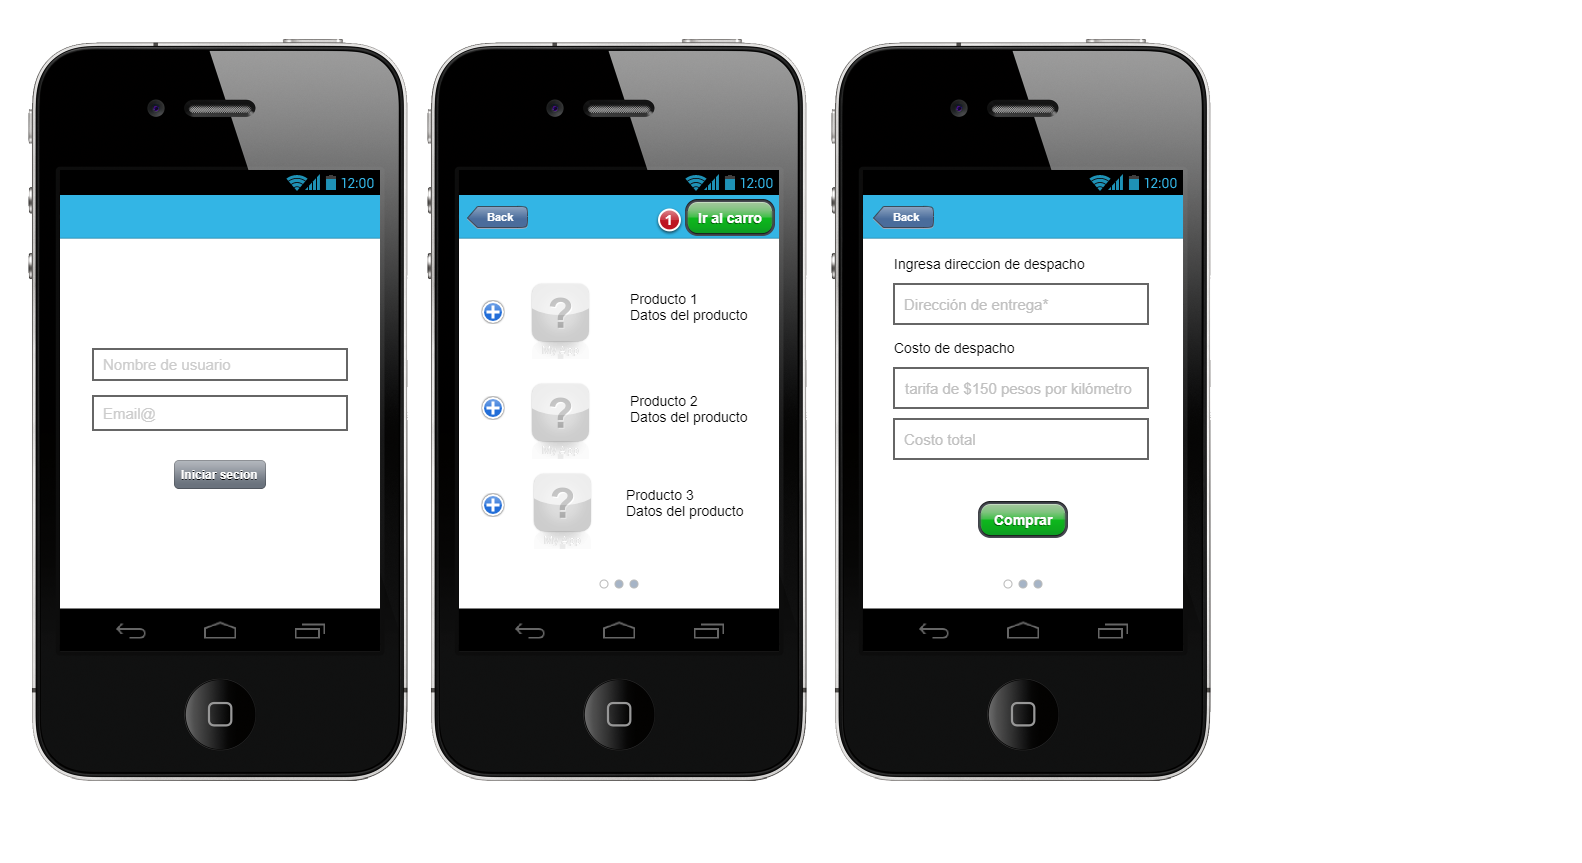 12:00
Nombre de usuario
Email@
Iniciar secion
12:00
Back
1
Ir al carro
?
Producto 1
Datos del producto
?
Producto 2
Datos del producto
?
Producto 3
Datos del producto
12:00
Back
Ingresa direccion de despacho
Dirección de entrega*
Costo de despacho
tarifa de $150 pesos por kilómetro
Costo total
Comprar